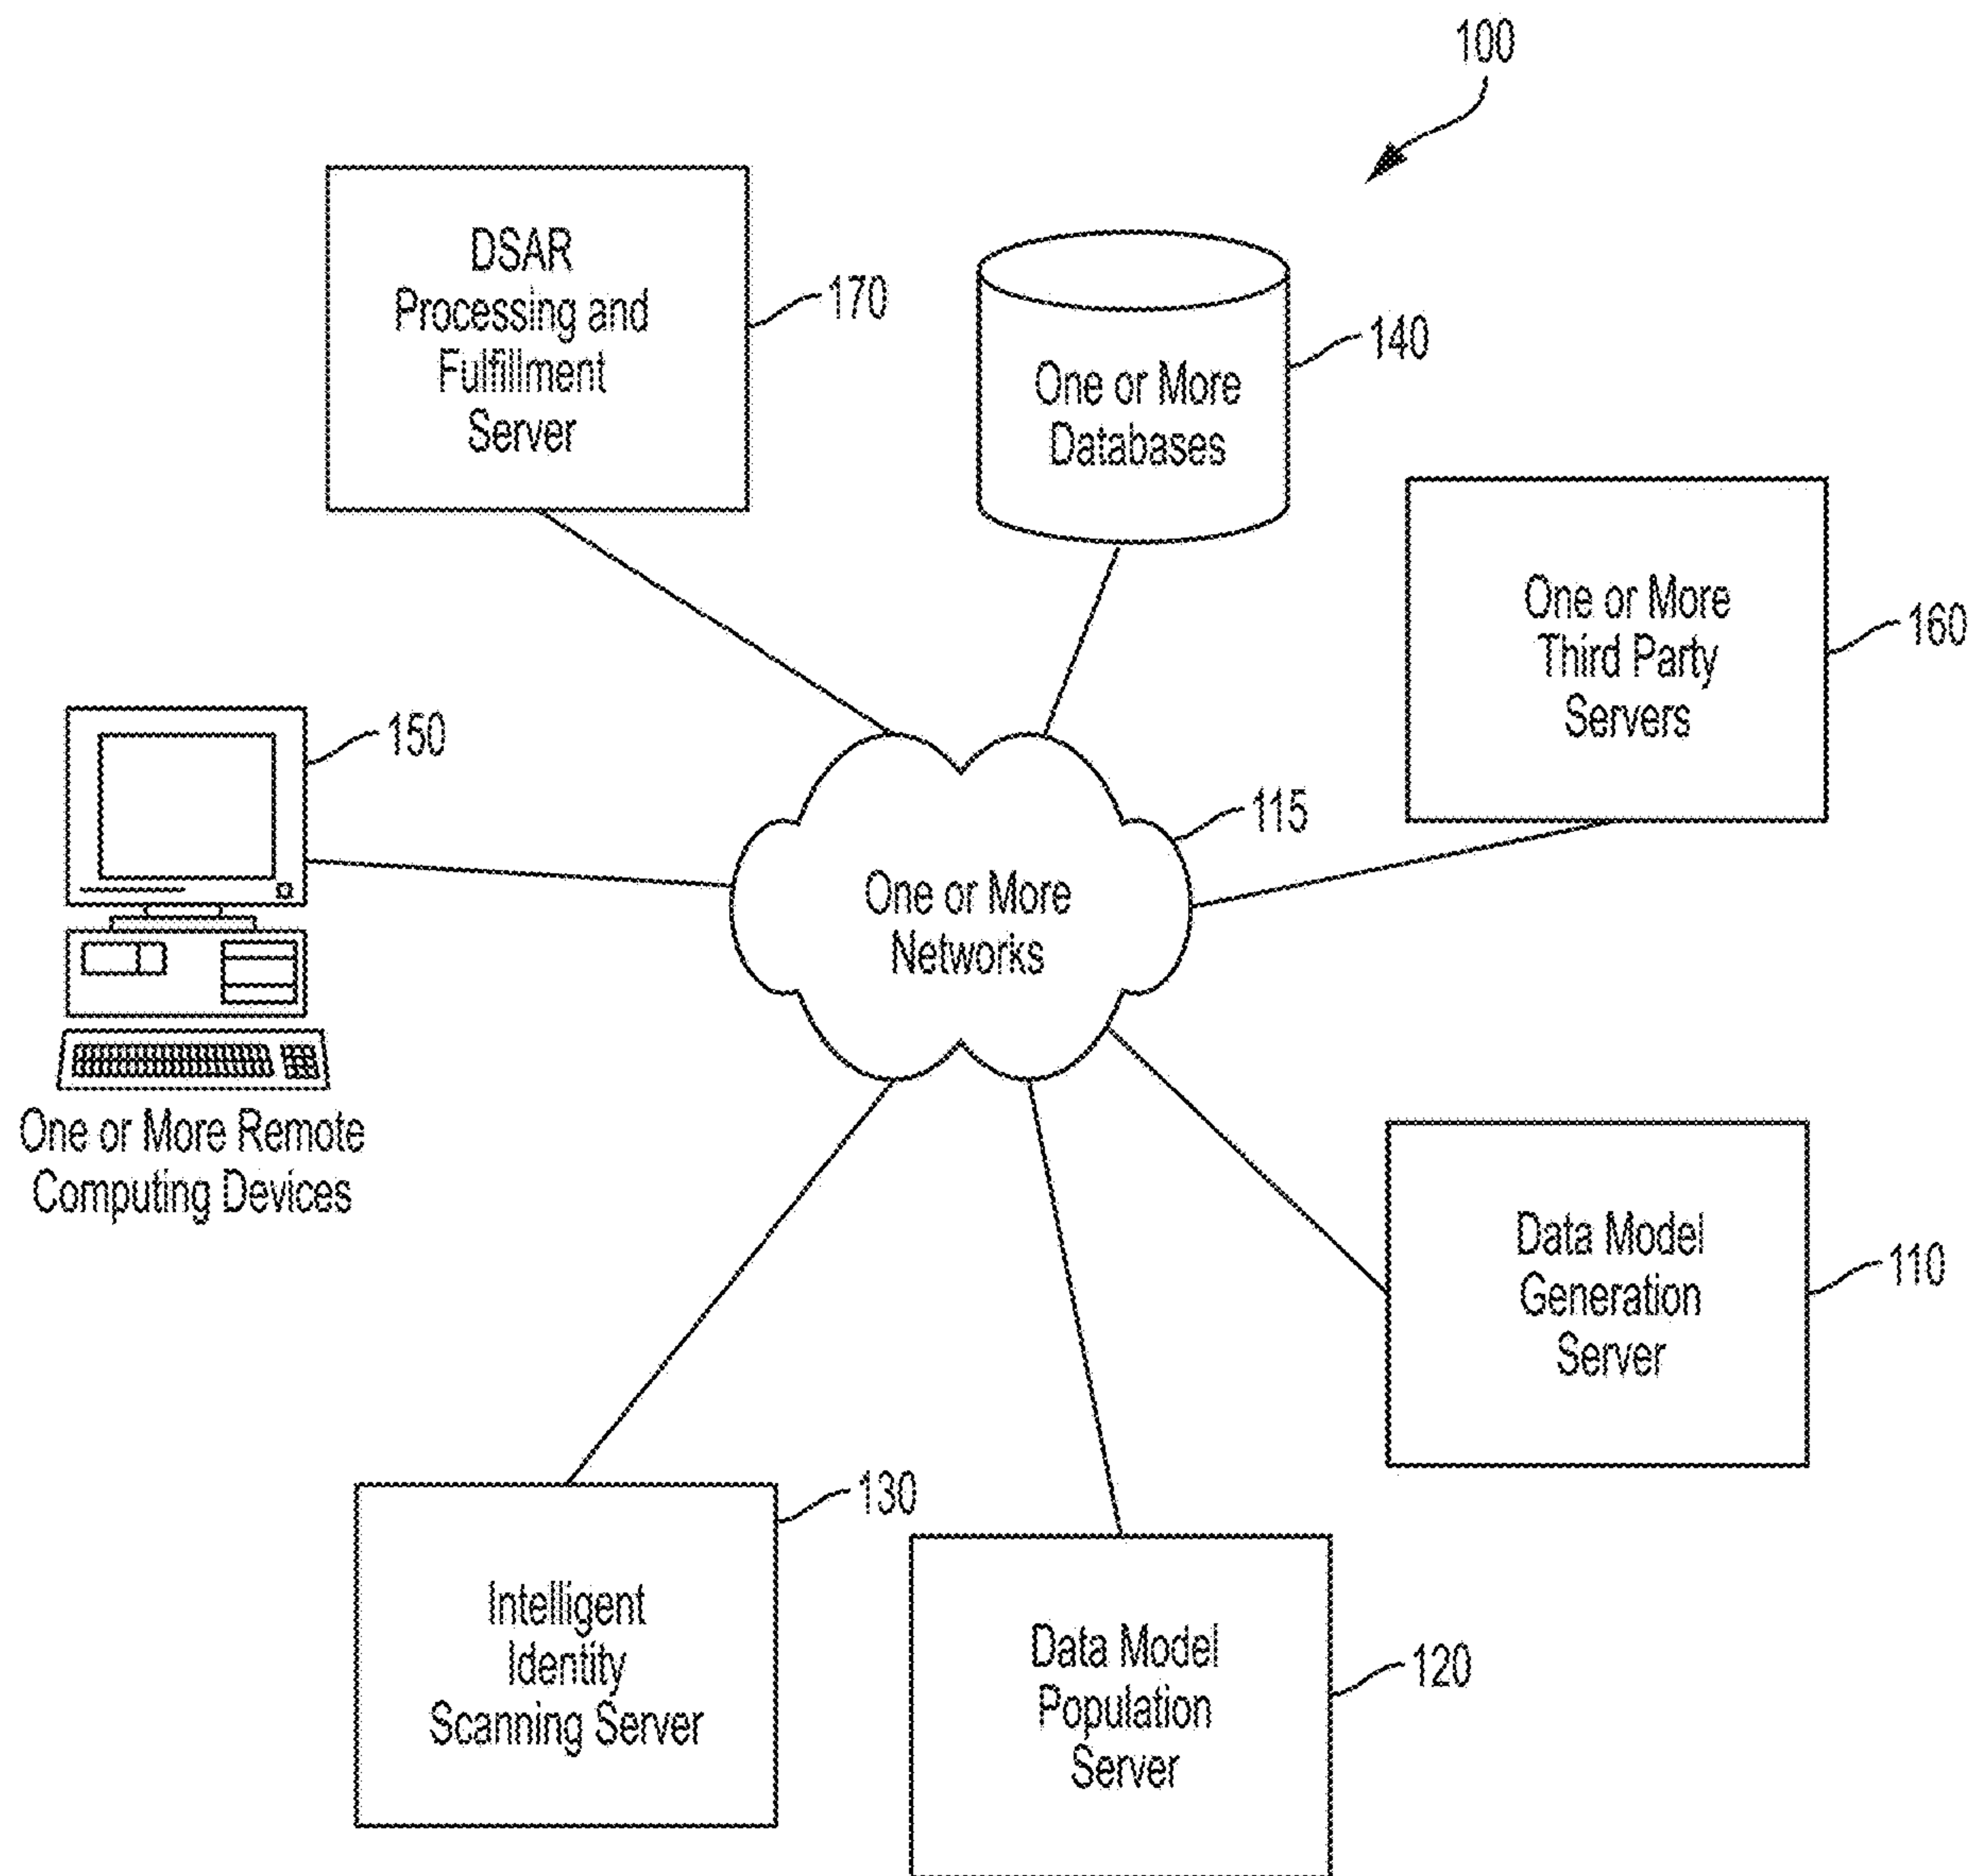 100
DSAR
Processing and
Fulfillment
Server
170
One or More
Databases
140
One or More
Third Party
Servers
160
150
One or More Remote
Computing Devices
115
One or More
Networks
Data Model
Generation
Server
110
Intelligent
Identity
Scanning Server
130
Data Model
Population
Server
120